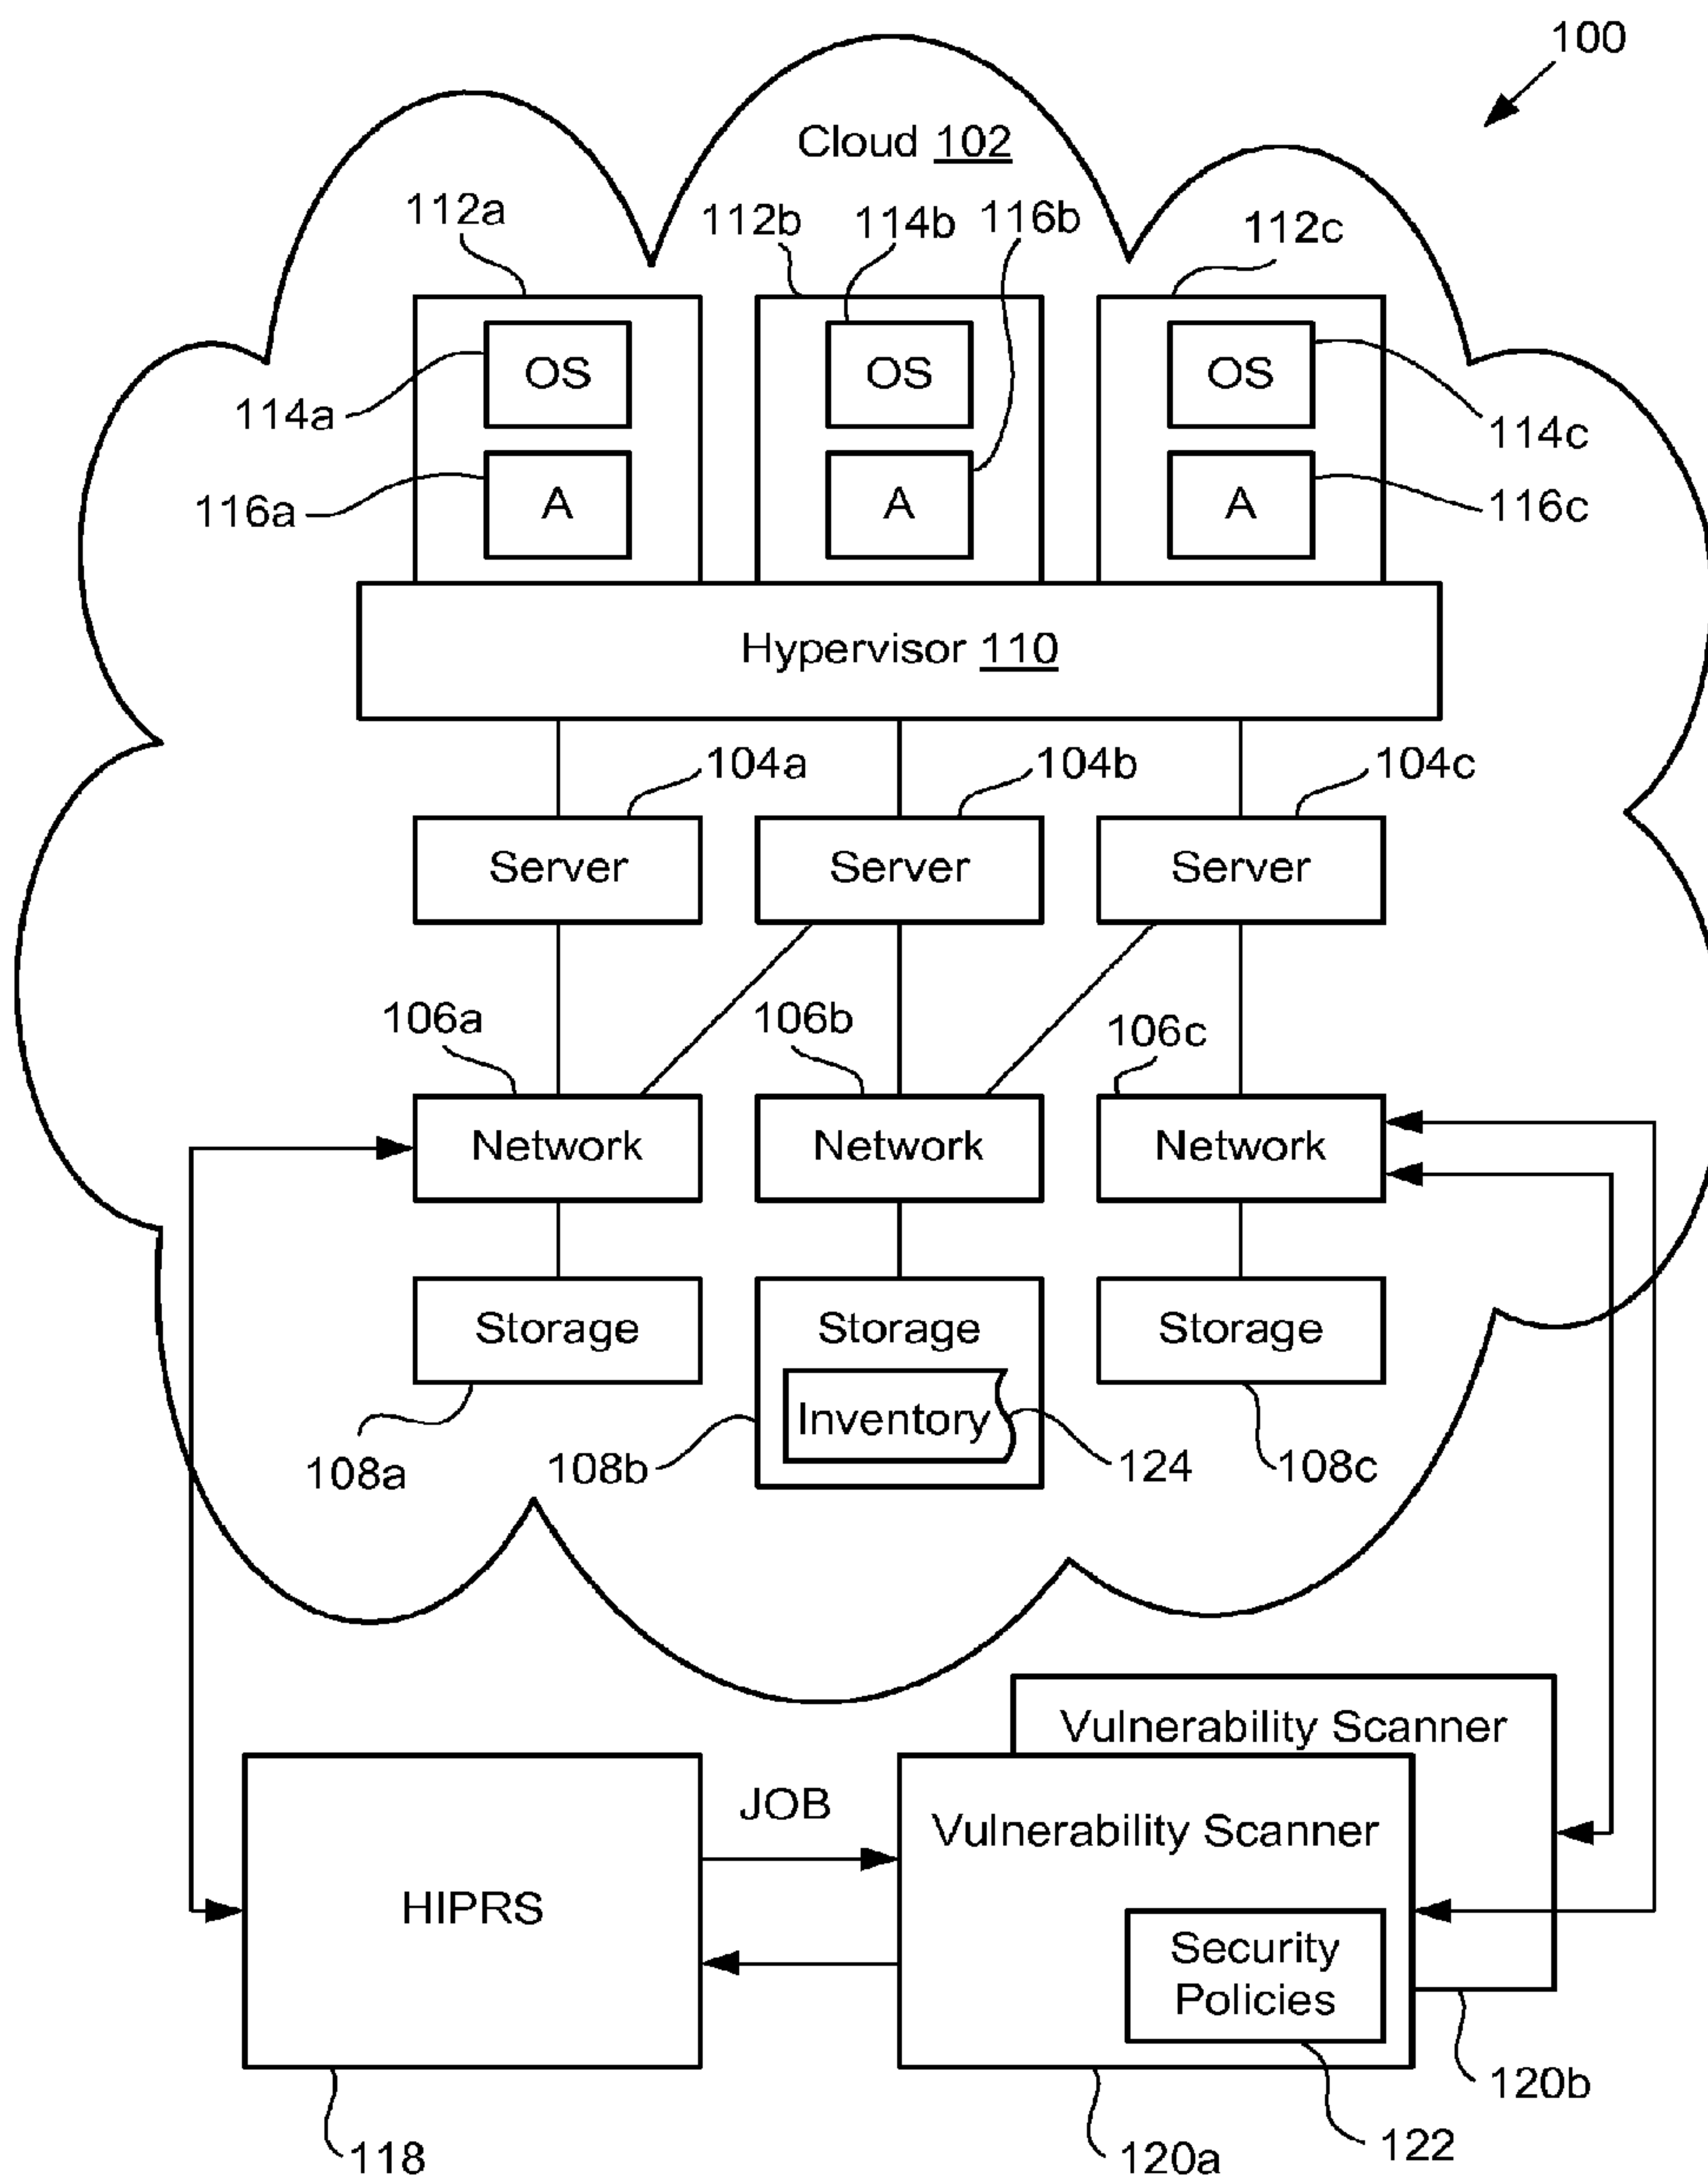 100
Cloud 102
112a
112b
114b
116b
112c
OS
OS
OS
114a
114c
A
A
A
116a
116c
Hypervisor 110
104a
104b
104c
Server
Server
Server
106a
106b
106c
Network
Network
Network
Storage
Storage
Storage
Inventory
108a
108b
124
108c
Vulnerability Scanner
JOB
Vulnerability Scanner
HIPRS
Security
Policies
120b
118
120a
122